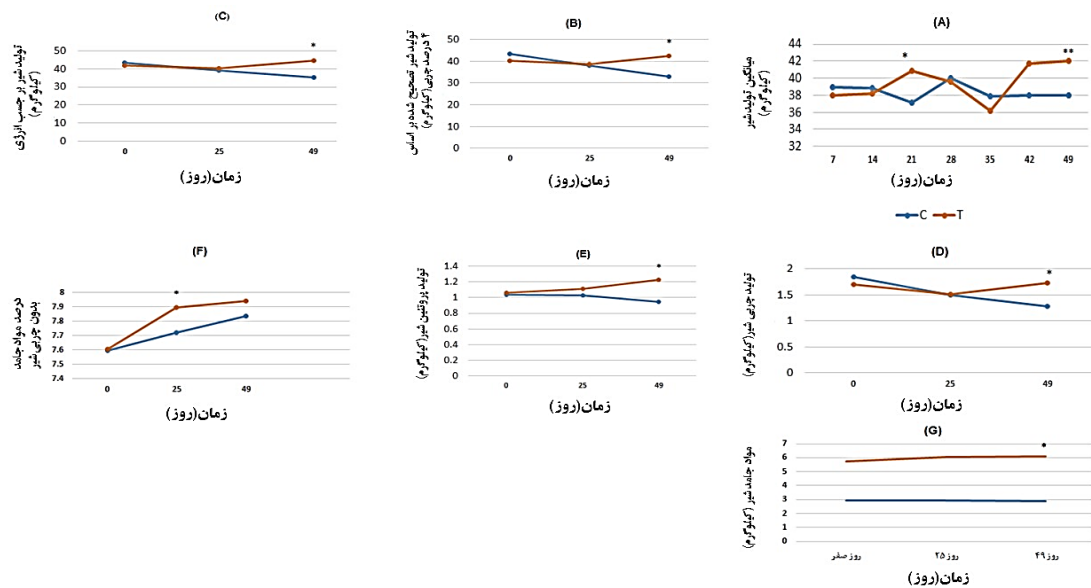 (C)
تولید شیر بر حسب انرژی
(کیلوگرم)
50
40
30
20
10
0
*
0 25 49
زمان(روز)
(B)
تولید شیر تصحیح شده بر اساس
۴ درصد چربی(کیلوگرم)
50
40
30
20
10
0
*
0 25 49
زمان(روز)
(A)
میانگین تولید شیر
(کیلوگرم)
44
42
40
38
36
34
32
* **
7 14 21 28 35 42 49
زمان(روز)
C T
(F)
درصد مواد جامد
بدون چربی شیر
8
7.9
7.8
7.7
7.6
7.5
7.4
*
0 25 49
زمان(روز)
(E)
تولید پروتئین شیر(کیلوگرم)
1.4
1.2
1
0.8
0.6
0.4
0.2
0
*
0 25 49
زمان(روز)
(D)
تولید چربی شیر(کیلوگرم)
2
1.5
1
0.5
0
*
0 25 49
زمان(روز)
(G)
مواد جامد شیر (کیلوگرم)
7
6
5
4
3
2
1
0
*
روز صفر روز ۲۵ روز ۴۹
زمان(روز)